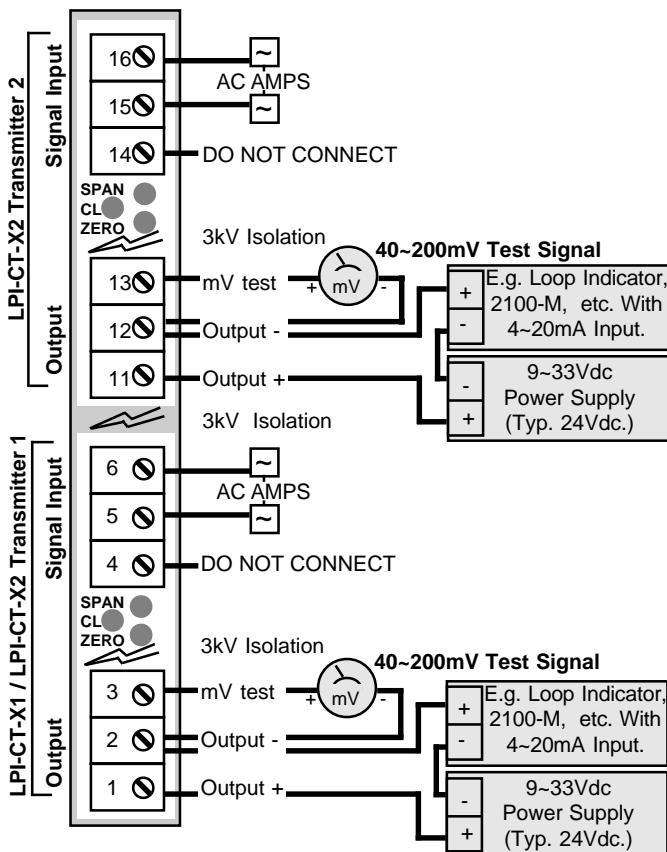 LPI-CT-X2 Transmitter 2
Signal Input
16
~
AC AMPS
15
~
14
DO NOT CONNECT
SPAN
CL
ZERO
3kV Isolation
40~200mV Test Signal
Output
13
mV test
+
mV
-
12
Output -
11
Output +
+
-
E.g. Loop Indicator,
2100-M, etc. With
4~20mA Input.
-
+
9~33Vdc
Power Supply
(Typ. 24Vdc.)
3kV Isolation
LPI-CT-X1 / LPI-CT-X2 Transmitter 1
Signal Input
6
~
AC AMPS
5
~
4
DO NOT CONNECT
SPAN
CL
ZERO
3kV Isolation
40~200mV Test Signal
Output
3
mV test
+
mV
-
2
Output -
1
Output +
+
-
E.g. Loop Indicator,
2100-M, etc. With
4~20mA Input.
-
+
9~33Vdc
Power Supply
(Typ. 24Vdc.)